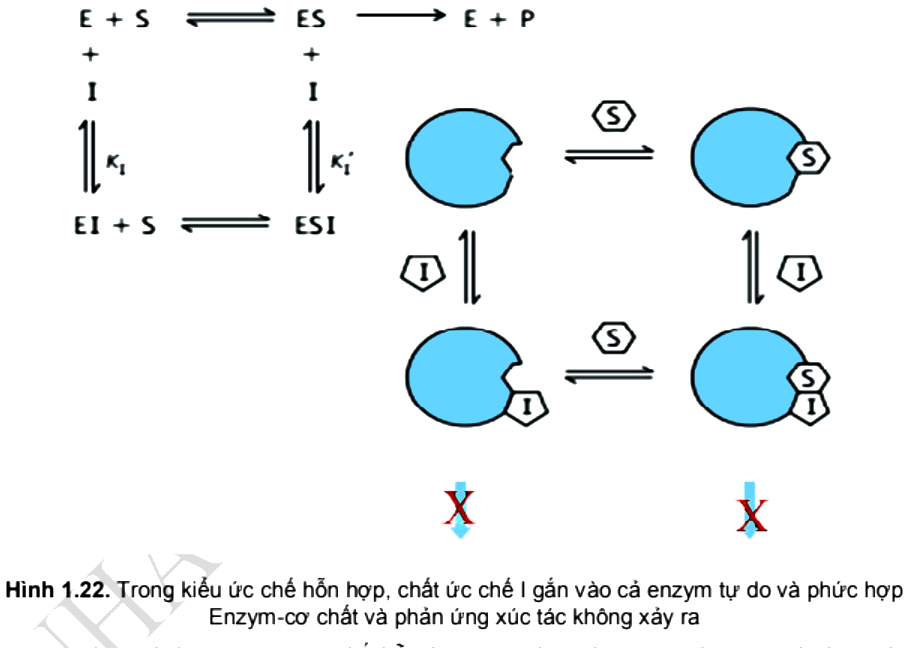 E + S ⇌ ES → E + P
+ +
I I
K_I K_I′
EI + S ⇌ ESI
S
S
I I
S
S
I I
X X
NHA
Hình 1.22. Trong kiểu ức chế hỗn hợp, chất ức chế I gắn vào cả enzym tự do và phức hợp
Enzym-cơ chất và phản ứng xúc tác không xảy ra